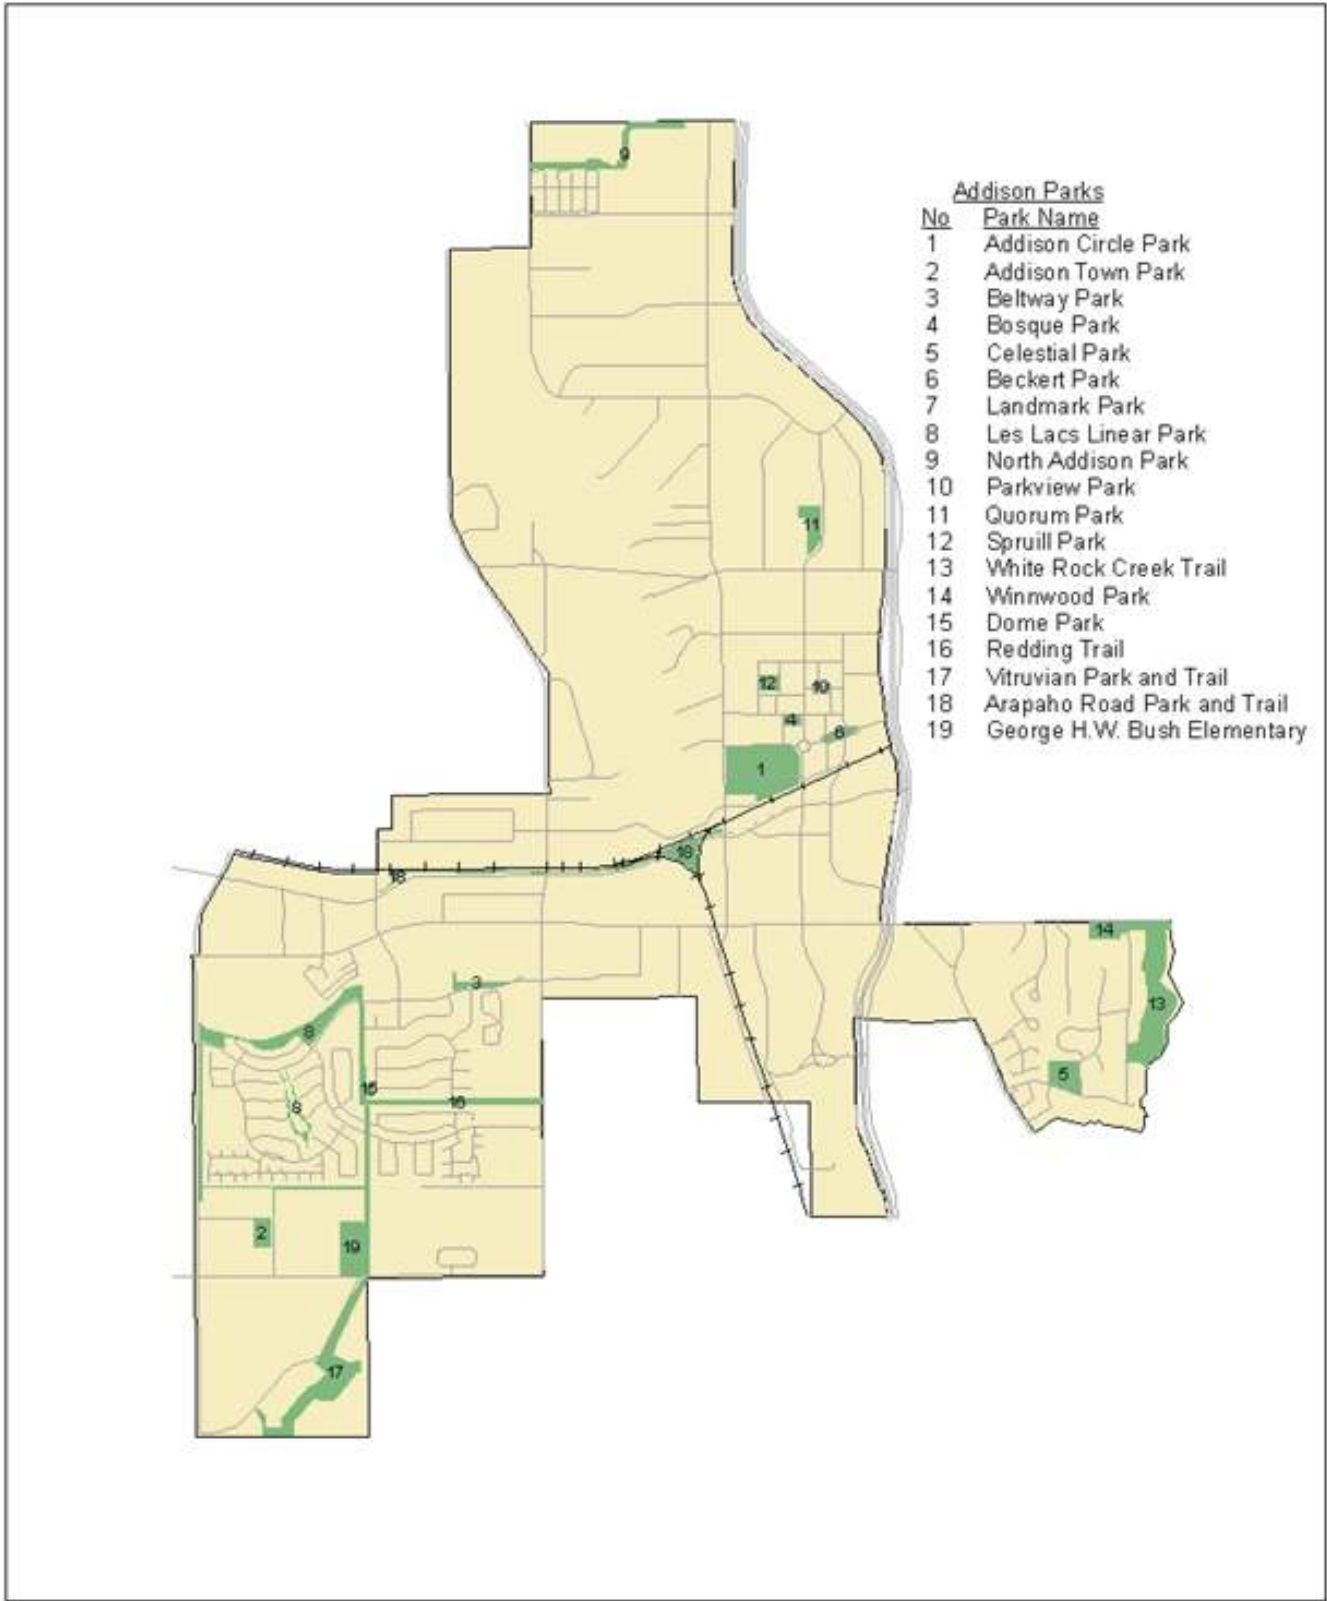 Addison Parks
No Park Name
1 Addison Circle Park
2 Addison Town Park
3 Beltway Park
4 Bosque Park
5 Celestial Park
6 Beckert Park
7 Landmark Park
8 Les Lacs Linear Park
9 North Addison Park
10 Parkview Park
11 Quorum Park
12 Spruill Park
13 White Rock Creek Trail
14 Winnwood Park
15 Dome Park
16 Redding Trail
17 Vitruvian Park and Trail
18 Arapaho Road Park and Trail
19 George H.W. Bush Elementary
9
11
12 10
4 6
1
18
18
14
3
13
8
5
15
16
8
2
19
17